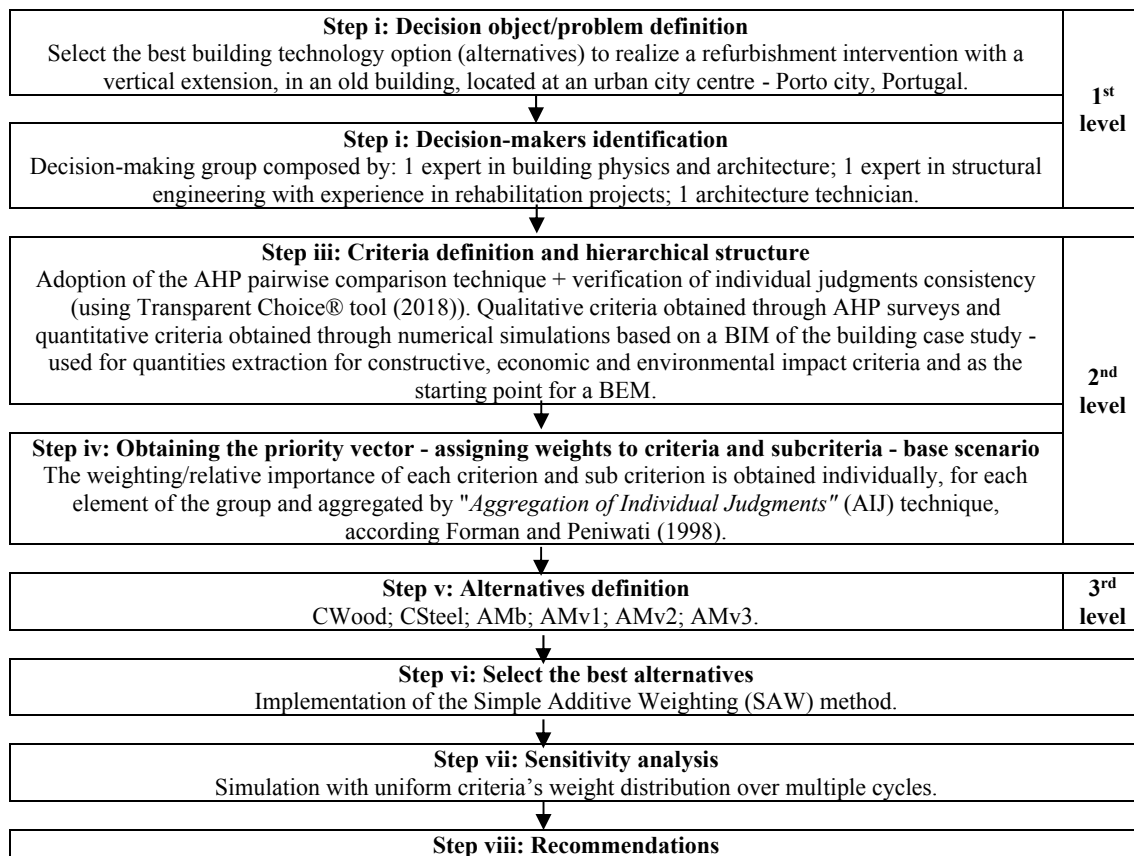 Step i: Decision object/problem definition
Select the best building technology option (alternatives) to realize a refurbishment intervention with a
vertical extension, in an old building, located at an urban city centre - Porto city, Portugal.
1st
level
Step i: Decision-makers identification
Decision-making group composed by: 1 expert in building physics and architecture; 1 expert in structural
engineering with experience in rehabilitation projects; 1 architecture technician.
Step iii: Criteria definition and hierarchical structure
Adoption of the AHP pairwise comparison technique + verification of individual judgments consistency
(using Transparent Choice® tool (2018)). Qualitative criteria obtained through AHP surveys and
quantitative criteria obtained through numerical simulations based on a BIM of the building case study -
used for quantities extraction for constructive, economic and environmental impact criteria and as the
starting point for a BEM.
2nd
level
Step iv: Obtaining the priority vector - assigning weights to criteria and subcriteria - base scenario
The weighting/relative importance of each criterion and sub criterion is obtained individually, for each
element of the group and aggregated by "Aggregation of Individual Judgments" (AIJ) technique,
according Forman and Peniwati (1998).
Step v: Alternatives definition
CWood; CSteel; AMb; AMv1; AMv2; AMv3.
3rd
level
Step vi: Select the best alternatives
Implementation of the Simple Additive Weighting (SAW) method.
Step vii: Sensitivity analysis
Simulation with uniform criteria’s weight distribution over multiple cycles.
Step viii: Recommendations